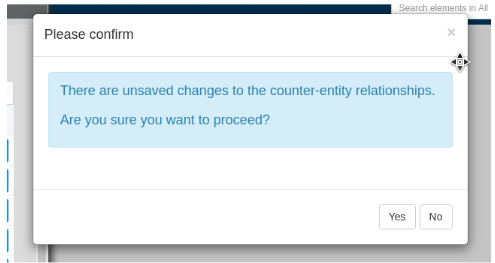 Search elements in All
Please confirm
×
There are unsaved changes to the counter-entity relationships.
Are you sure you want to proceed?
Yes
No